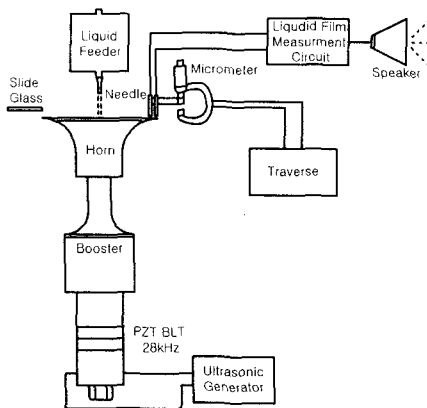 Liquid
Feeder
Liqudid Film
Measurment
Circuit
Speaker
Micrometer
Slide
Glass
Needle
Horn
Traverse
Booster
PZT BLT
28kHz
Ultrasonic
Generator